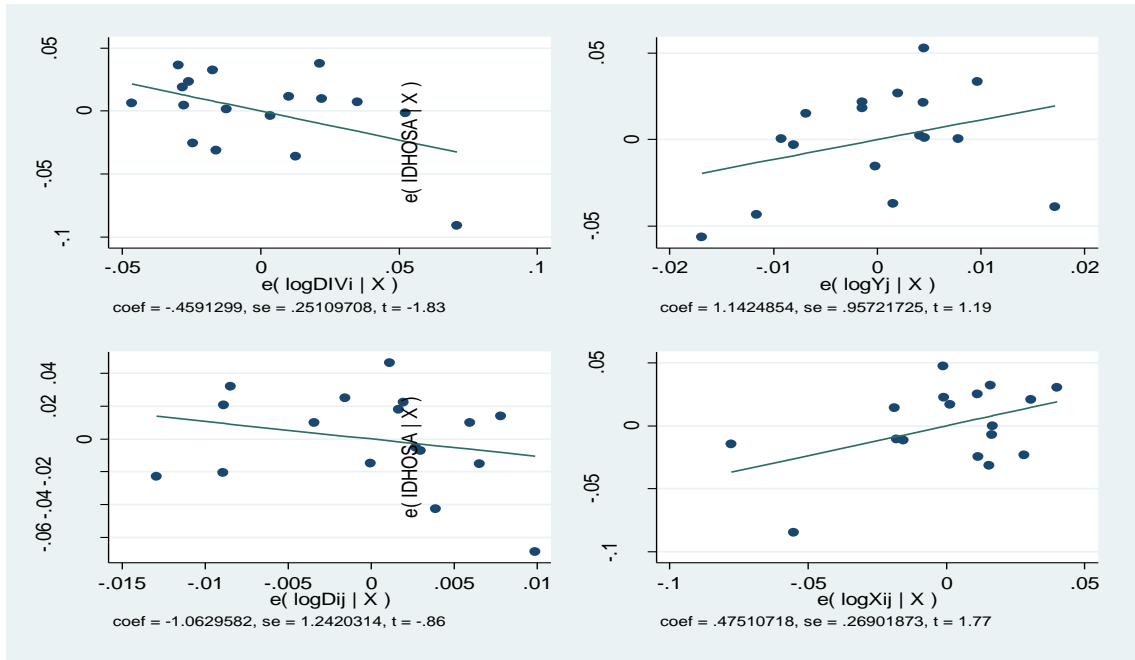 .05
0
-.05
-.1
e( IDHOSA | X )
-.05 0 .05 .1
e( logDIVi | X )
coef = -.4591299, se = .25109708, t = -1.83
.05
0
-.05
-.02 -.01 0 .01 .02
e( logYj | X )
coef = 1.1424854, se = .95721725, t = 1.19
-.06 -.04 -.02 0 .02 .04
e( IDHOSA | X )
-.015 -.01 -.005 0 .005 .01
e( logDij | X )
coef = -1.0629582, se = 1.2420314, t = -.86
.05
0
-.05
-.1
-.1 -.05 0 .05
e( logXij | X )
coef = .47510718, se = .26901873, t = 1.77